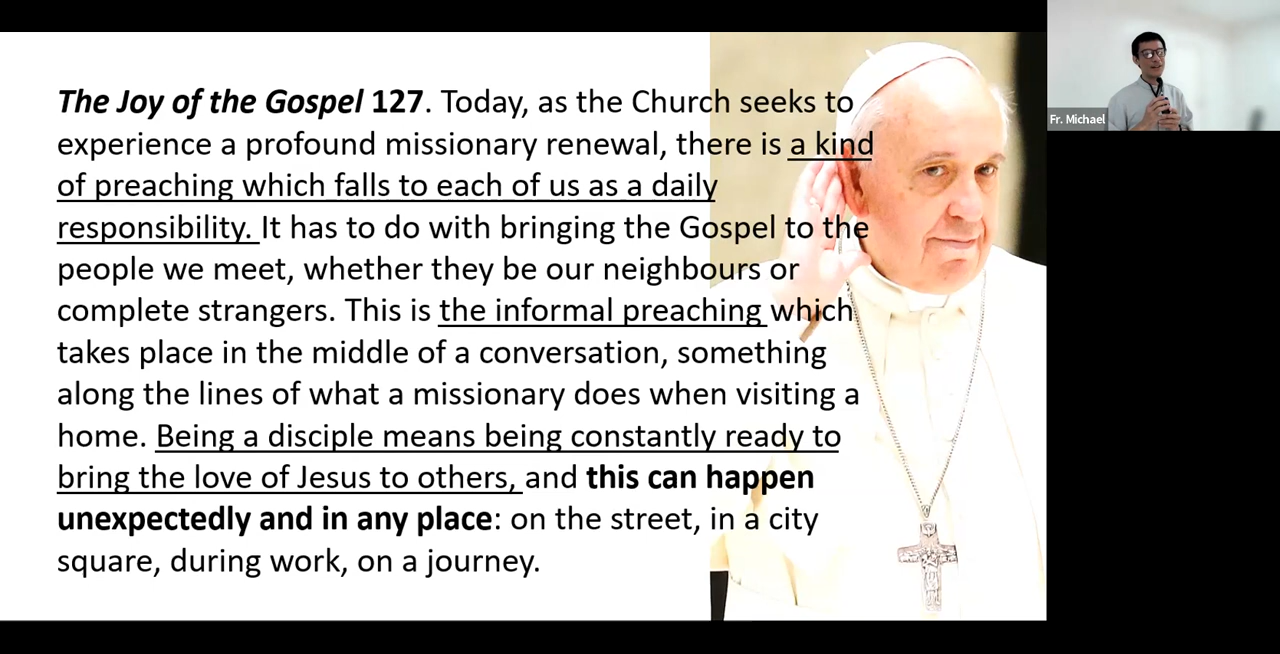 The Joy of the Gospel 127. Today, as the Church seeks to
experience a profound missionary renewal, there is a kind
of preaching which falls to each of us as a daily
responsibility. It has to do with bringing the Gospel to the
people we meet, whether they be our neighbours or
complete strangers. This is the informal preaching which
takes place in the middle of a conversation, something
along the lines of what a missionary does when visiting a
home. Being a disciple means being constantly ready to
bring the love of Jesus to others, and this can happen
unexpectedly and in any place: on the street, in a city
square, during work, on a journey.
Fr. Michael